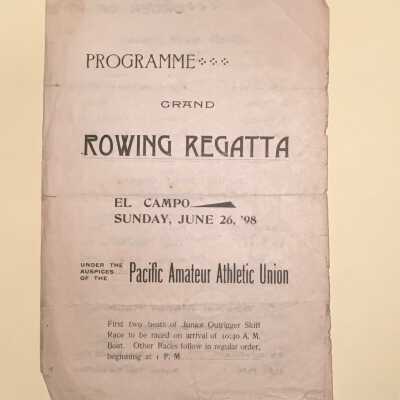 PROGRAMME
GRAND
ROWING REGATTA
EL CAMPO
SUNDAY, JUNE 26, '98
UNDER THE
AUSPICES
OF THE
Pacific Amateur Athletic Union
First two heats of Junior Outrigger Skiff
Race to be raced on arrival of 10:30 A. M.
Boat. Other Races follow in regular order,
beginning at 1 P. M